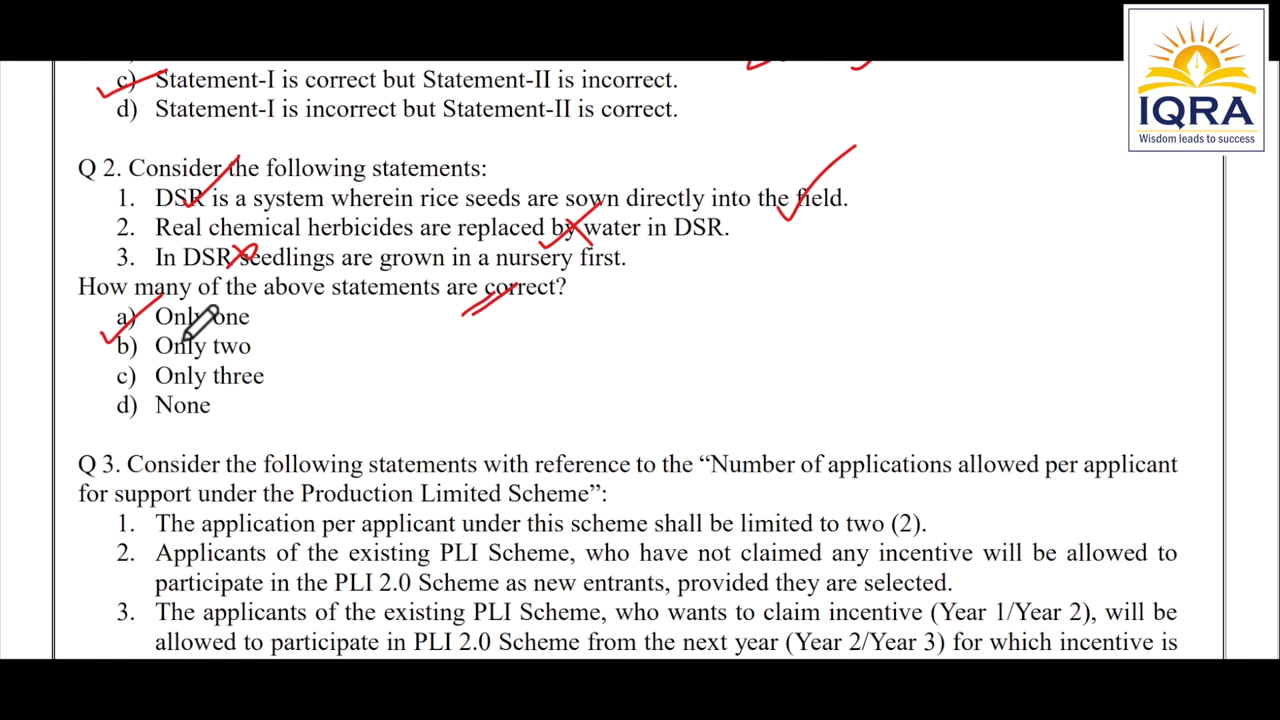 IQRA
Wisdom leads to success
c) Statement-I is correct but Statement-II is incorrect.
d) Statement-I is incorrect but Statement-II is correct.
Q 2. Consider the following statements:
1. DSR is a system wherein rice seeds are sown directly into the field.
2. Real chemical herbicides are replaced by water in DSR.
3. In DSR seedlings are grown in a nursery first.
How many of the above statements are correct?
a) Only one
b) Only two
c) Only three
d) None
Q 3. Consider the following statements with reference to the “Number of applications allowed per applicant
for support under the Production Limited Scheme”:
1. The application per applicant under this scheme shall be limited to two (2).
2. Applicants of the existing PLI Scheme, who have not claimed any incentive will be allowed to
participate in the PLI 2.0 Scheme as new entrants, provided they are selected.
3. The applicants of the existing PLI Scheme, who wants to claim incentive (Year 1/Year 2), will be
allowed to participate in PLI 2.0 Scheme from the next year (Year 2/Year 3) for which incentive is